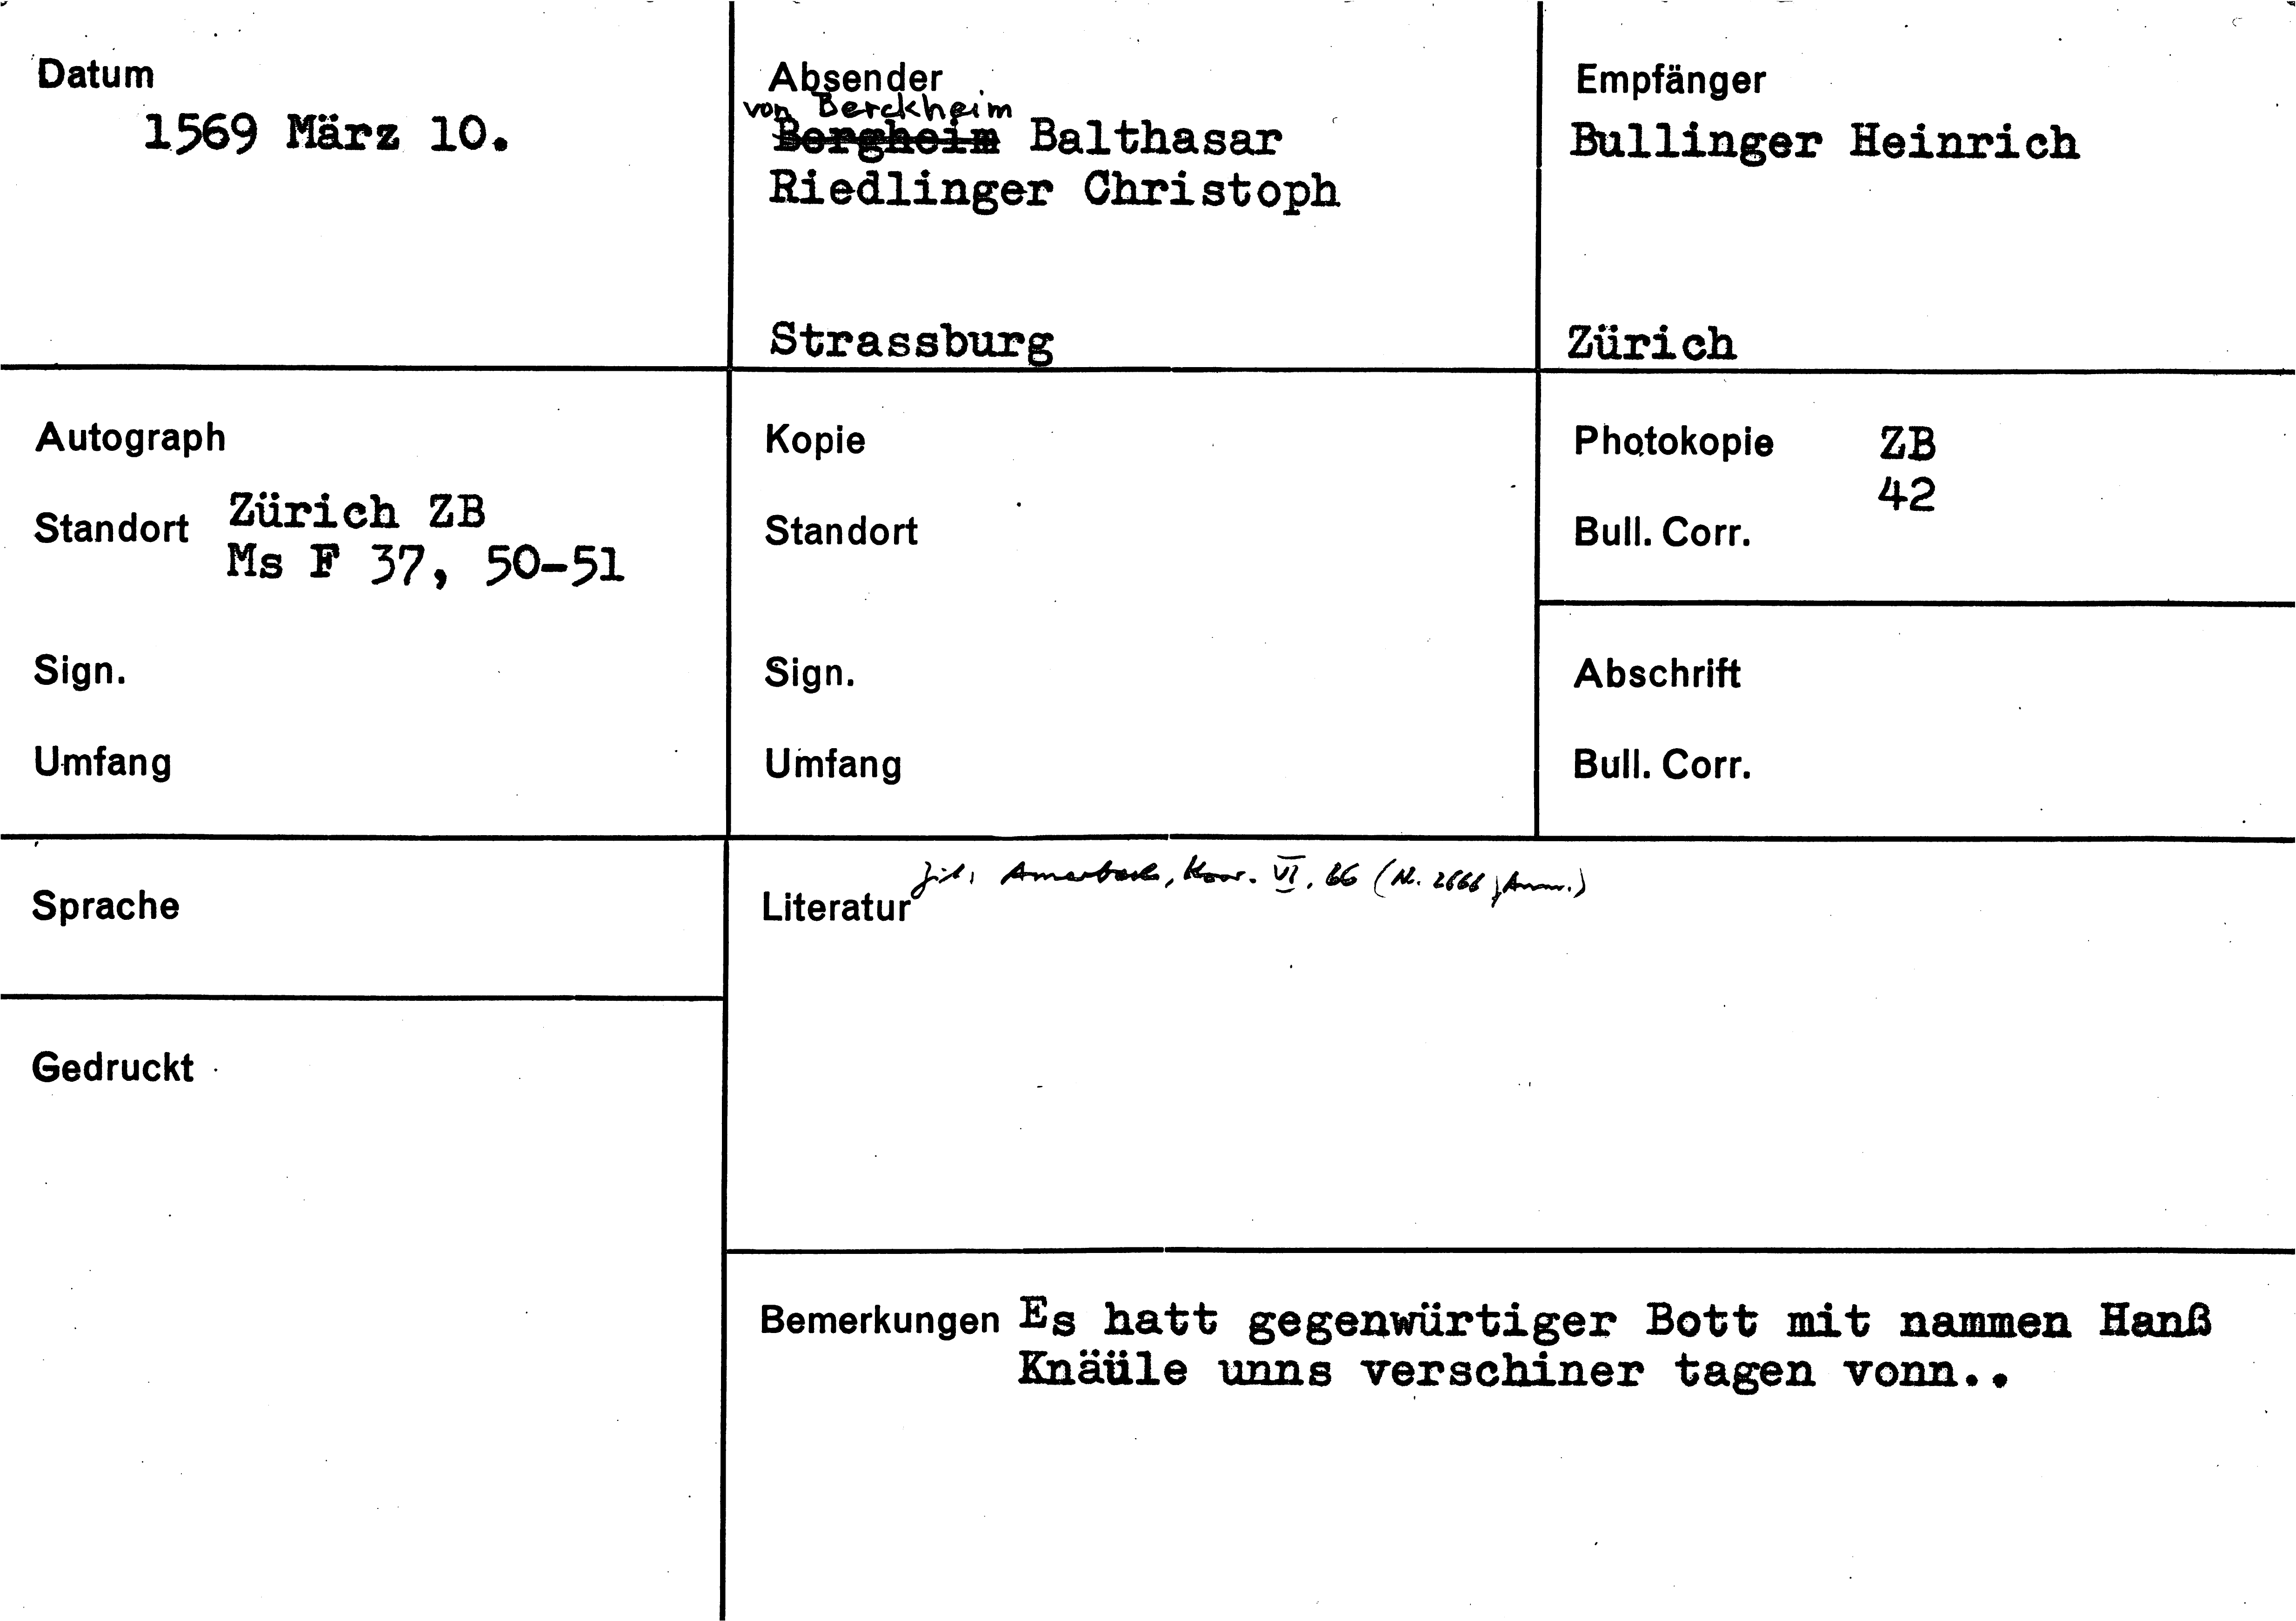 Datum
1569 März 10.
Absender
von Berckheim
Bergheim Balthasar
Riedlinger Christoph
Strassburg
Empfänger
Bullinger Heinrich
Zürich
Autograph
Standort Zürich ZB
Ms F 37, 50-51
Sign.
Umfang
Kopie
Standort
Sign.
Umfang
Photokopie ZB
42
Bull. Corr.
Abschrift
Bull. Corr.
Sprache
Gedruckt
Literatur zit. Amerbach, Korr. VI, 66 (Nr. 2666, Anm.)
Bemerkungen Es hatt gegenwürtiger Bott mit nammen Hanß
Knäüle unns verschiner tagen vonn..